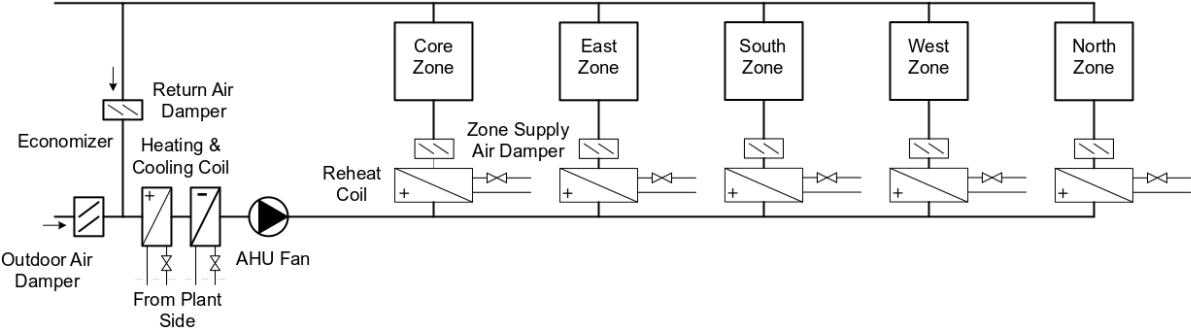 Core
Zone
East
Zone
South
Zone
West
Zone
North
Zone
Return Air
Damper
Economizer
Heating &
Cooling Coil
Zone Supply
Air Damper
Reheat
Coil
+
-
+
+
+
+
+
Outdoor Air
Damper
AHU Fan
From Plant
Side